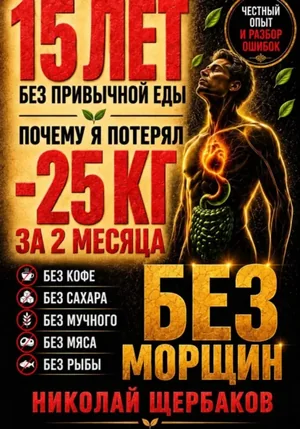 15 ЛЕТ
БЕЗ ПРИВЫЧНОЙ ЕДЫ
ПОЧЕМУ Я ПОТЕРЯЛ
-25 КГ
ЗА 2 МЕСЯЦА
ЧЕСТНЫЙ
ОПЫТ
И РАЗБОР
ОШИБОК
БЕЗ КОФЕ
БЕЗ САХАРА
БЕЗ МУЧНОГО
БЕЗ МЯСА
БЕЗ РЫБЫ
БЕЗ
МОРЩИН
НИКОЛАЙ ЩЕРБАКОВ